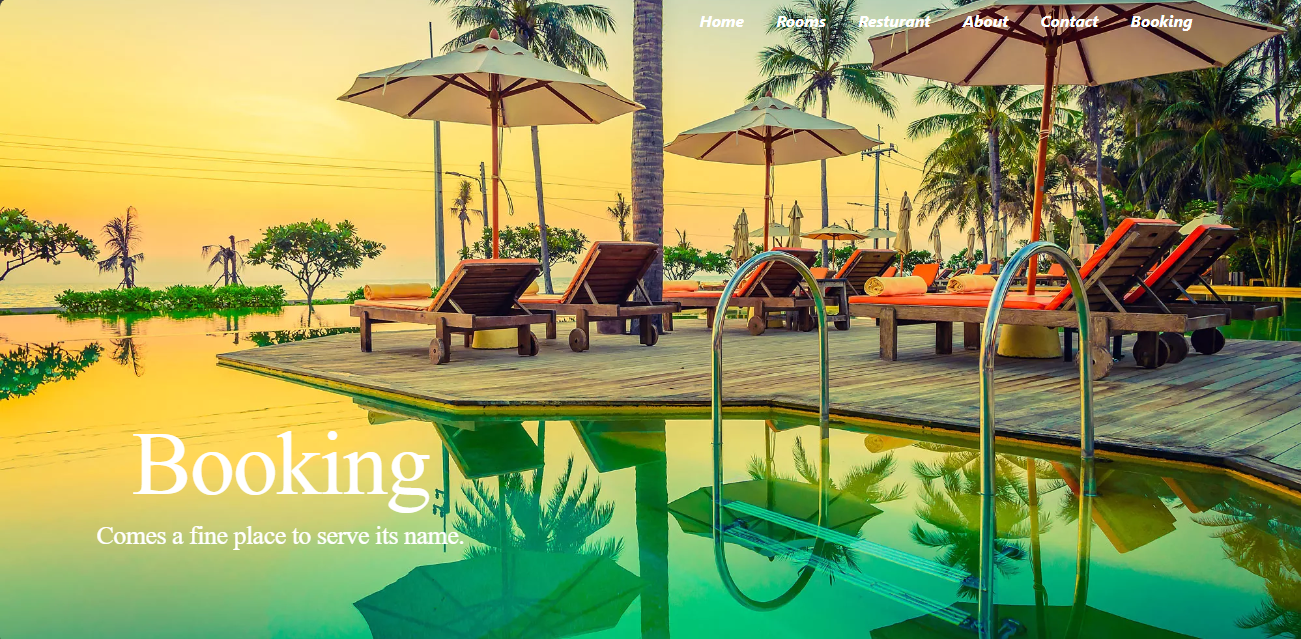 Home Rooms Resturant About Contact Booking
Booking
Comes a fine place to serve its name.